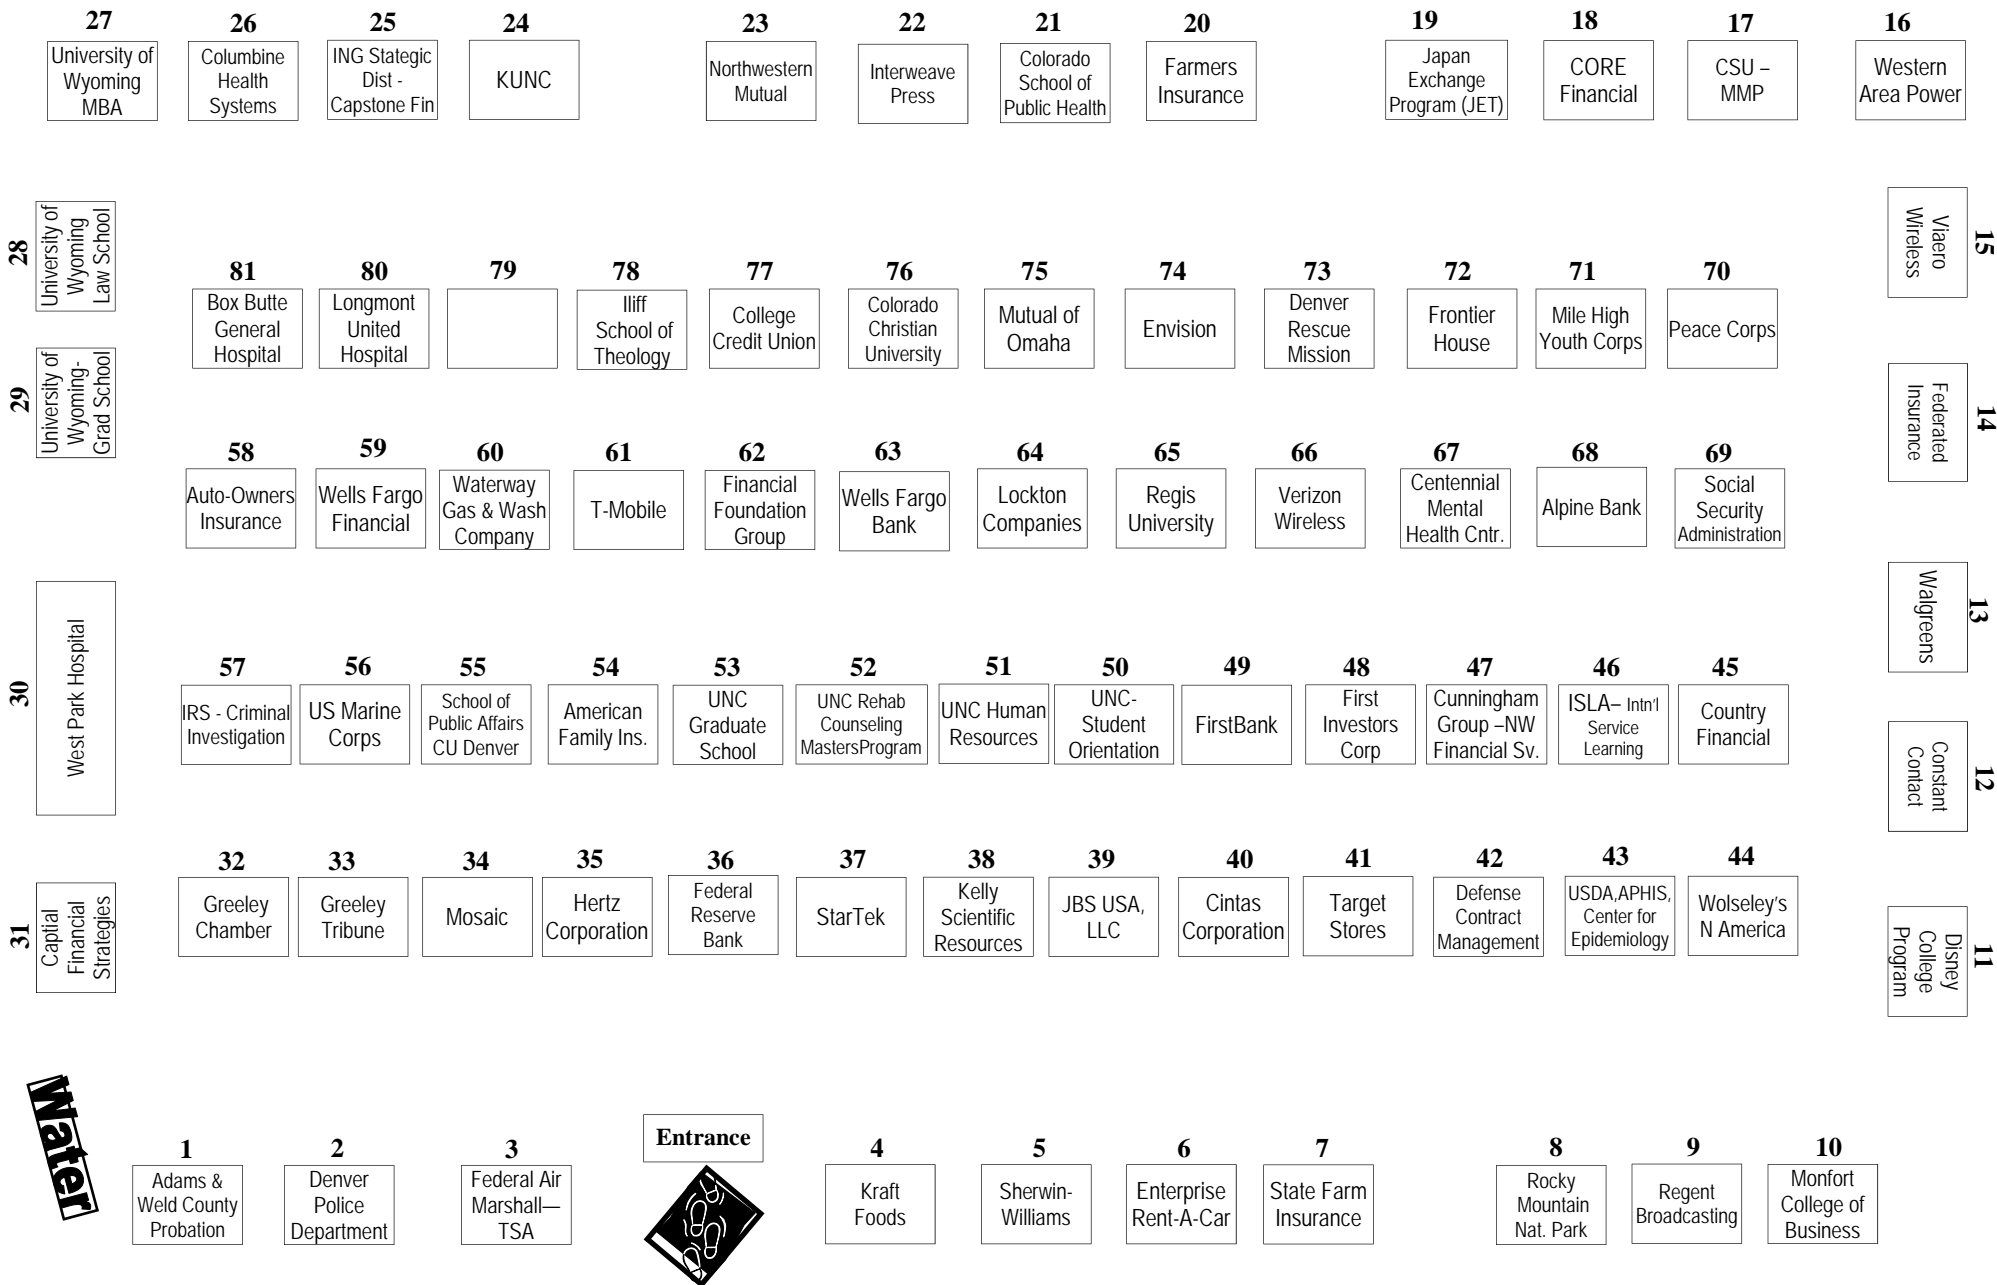 27
University of
Wyoming
MBA
26
Columbine
Health
Systems
25
ING Stategic
Dist -
Capstone Fin
24
KUNC
23
Northwestern
Mutual
22
Interweave
Press
21
Colorado
School of
Public Health
20
Farmers
Insurance
19
Japan
Exchange
Program (JET)
18
CORE
Financial
17
CSU –
MMP
16
Western
Area Power
28
University of
Wyoming
Law School
15
Viaero
Wireless
81
Box Butte
General
Hospital
80
Longmont
United
Hospital
79
78
Iliff
School of
Theology
77
College
Credit Union
76
Colorado
Christian
University
75
Mutual of
Omaha
74
Envision
73
Denver
Rescue
Mission
72
Frontier
House
71
Mile High
Youth Corps
70
Peace Corps
29
University of
Wyoming-
Grad School
14
Federated
Insurance
58
Auto-Owners
Insurance
59
Wells Fargo
Financial
60
Waterway
Gas & Wash
Company
61
T-Mobile
62
Financial
Foundation
Group
63
Wells Fargo
Bank
64
Lockton
Companies
65
Regis
University
66
Verizon
Wireless
67
Centennial
Mental
Health Cntr.
68
Alpine Bank
69
Social
Security
Administration
13
Walgreens
30
West Park Hospital
57
IRS - Criminal
Investigation
56
US Marine
Corps
55
School of
Public Affairs
CU Denver
54
American
Family Ins.
53
UNC
Graduate
School
52
UNC Rehab
Counseling
MastersProgram
51
UNC Human
Resources
50
UNC-
Student
Orientation
49
FirstBank
48
First
Investors
Corp
47
Cunningham
Group –NW
Financial Sv.
46
ISLA– Intn'l
Service
Learning
45
Country
Financial
12
Constant
Contact
31
Captial
Financial
Strategies
32
Greeley
Chamber
33
Greeley
Tribune
34
Mosaic
35
Hertz
Corporation
36
Federal
Reserve
Bank
37
StarTek
38
Kelly
Scientific
Resources
39
JBS USA,
LLC
40
Cintas
Corporation
41
Target
Stores
42
Defense
Contract
Management
43
USDA,APHIS,
Center for
Epidemiology
44
Wolseley's
N America
11
Disney
College
Program
Water
1
Adams &
Weld County
Probation
2
Denver
Police
Department
3
Federal Air
Marshall—
TSA
Entrance
4
Kraft
Foods
5
Sherwin-
Williams
6
Enterprise
Rent-A-Car
7
State Farm
Insurance
8
Rocky
Mountain
Nat. Park
9
Regent
Broadcasting
10
Monfort
College of
Business